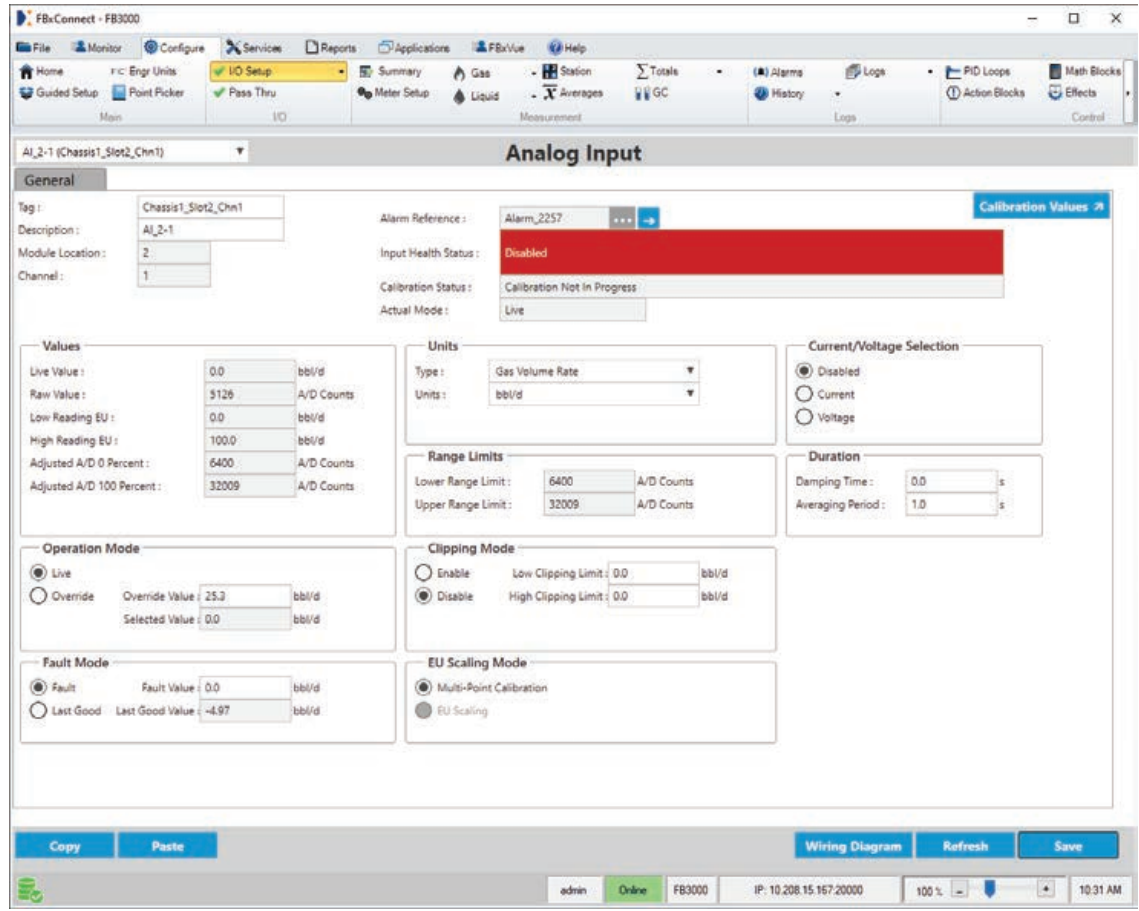 FBxConnect - FB3000
File Monitor Configure Services Reports Applications FBxVue Help
Home Engr Units I/O Setup Summary Gas Station Totals Alarms Logs PID Loops Math Blocks
Guided Setup Point Picker Pass Thru Meter Setup Liquid Averages GC History Action Blocks Effects
Main I/O Measurement Logs Control
AI_2-1 (Chassis1_Slot2_Chn1)
Analog Input
General
Calibration Values
Tag : Chassis1_Slot2_Chn1
Description : AI_2-1
Module Location : 2
Channel : 1
Alarm Reference : Alarm_2257 ...
Input Health Status : Disabled
Calibration Status : Calibration Not In Progress
Actual Mode : Live
Values
Live Value : 0.0 bbl/d
Raw Value : 5126 A/D Counts
Low Reading EU : 0.0 bbl/d
High Reading EU : 100.0 bbl/d
Adjusted A/D 0 Percent : 6400 A/D Counts
Adjusted A/D 100 Percent : 32009 A/D Counts
Units
Type : Gas Volume Rate
Units : bbl/d
Current/Voltage Selection
Disabled
Current
Voltage
Range Limits
Lower Range Limit : 6400 A/D Counts
Upper Range Limit : 32009 A/D Counts
Duration
Damping Time : 0.0 s
Averaging Period : 1.0 s
Operation Mode
Live
Override Override Value : 25.3 bbl/d
Selected Value : 0.0 bbl/d
Clipping Mode
Enable Low Clipping Limit : 0.0 bbl/d
Disable High Clipping Limit : 0.0 bbl/d
Fault Mode
Fault Fault Value : 0.0 bbl/d
Last Good Last Good Value : -4.97 bbl/d
EU Scaling Mode
Multi-Point Calibration
EU Scaling
Copy Paste Wiring Diagram Refresh Save
admin Online FB3000 IP: 10.208.15.167:20000 100 % - + 10:31 AM